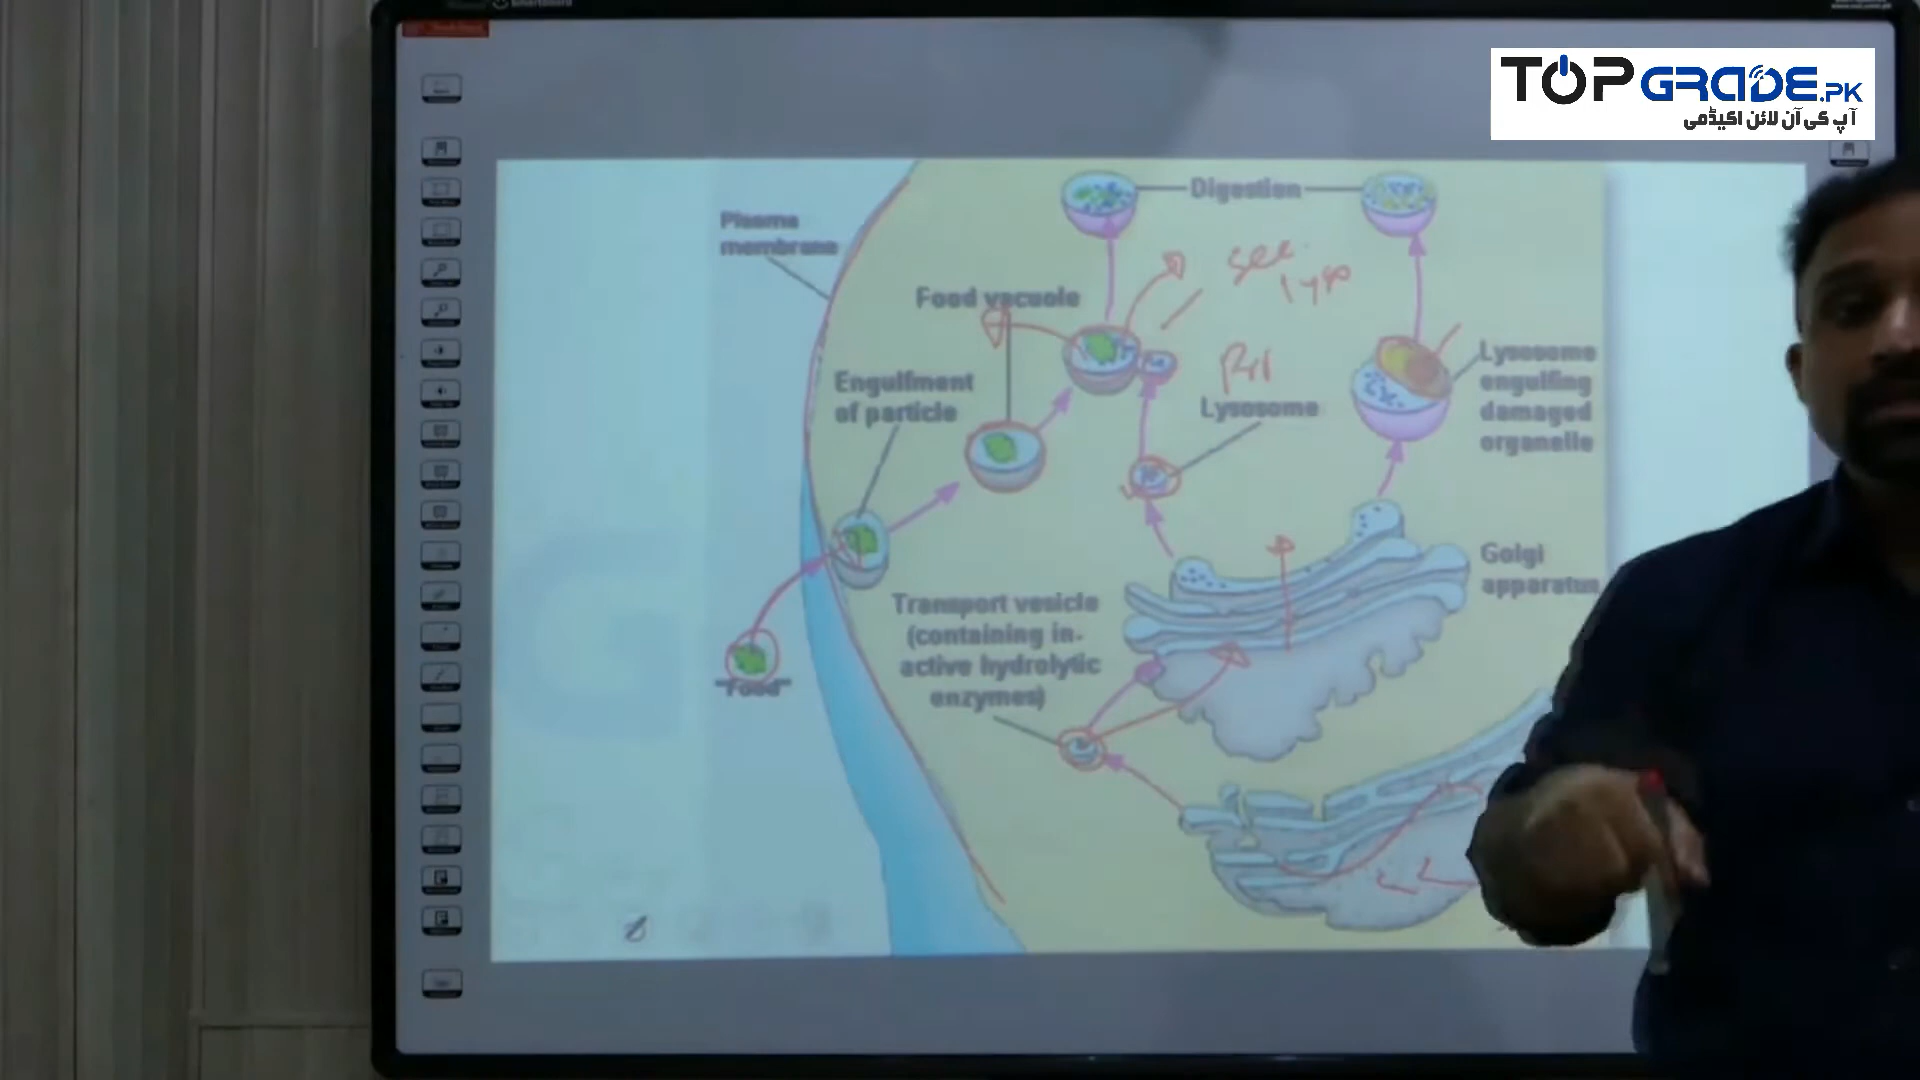 TOPGRADE.PK
آپ کی آن لائن اکیڈمی
Digestion
Plasma
membrane
sec.
lyso
Food vacuole
Engulfment
of particle
Pri
Lysosome
Lysosome
engulfing
damaged
organelle
Golgi
apparatus
Transport vesicle
(containing in-
active hydrolytic
enzymes)
"Food"